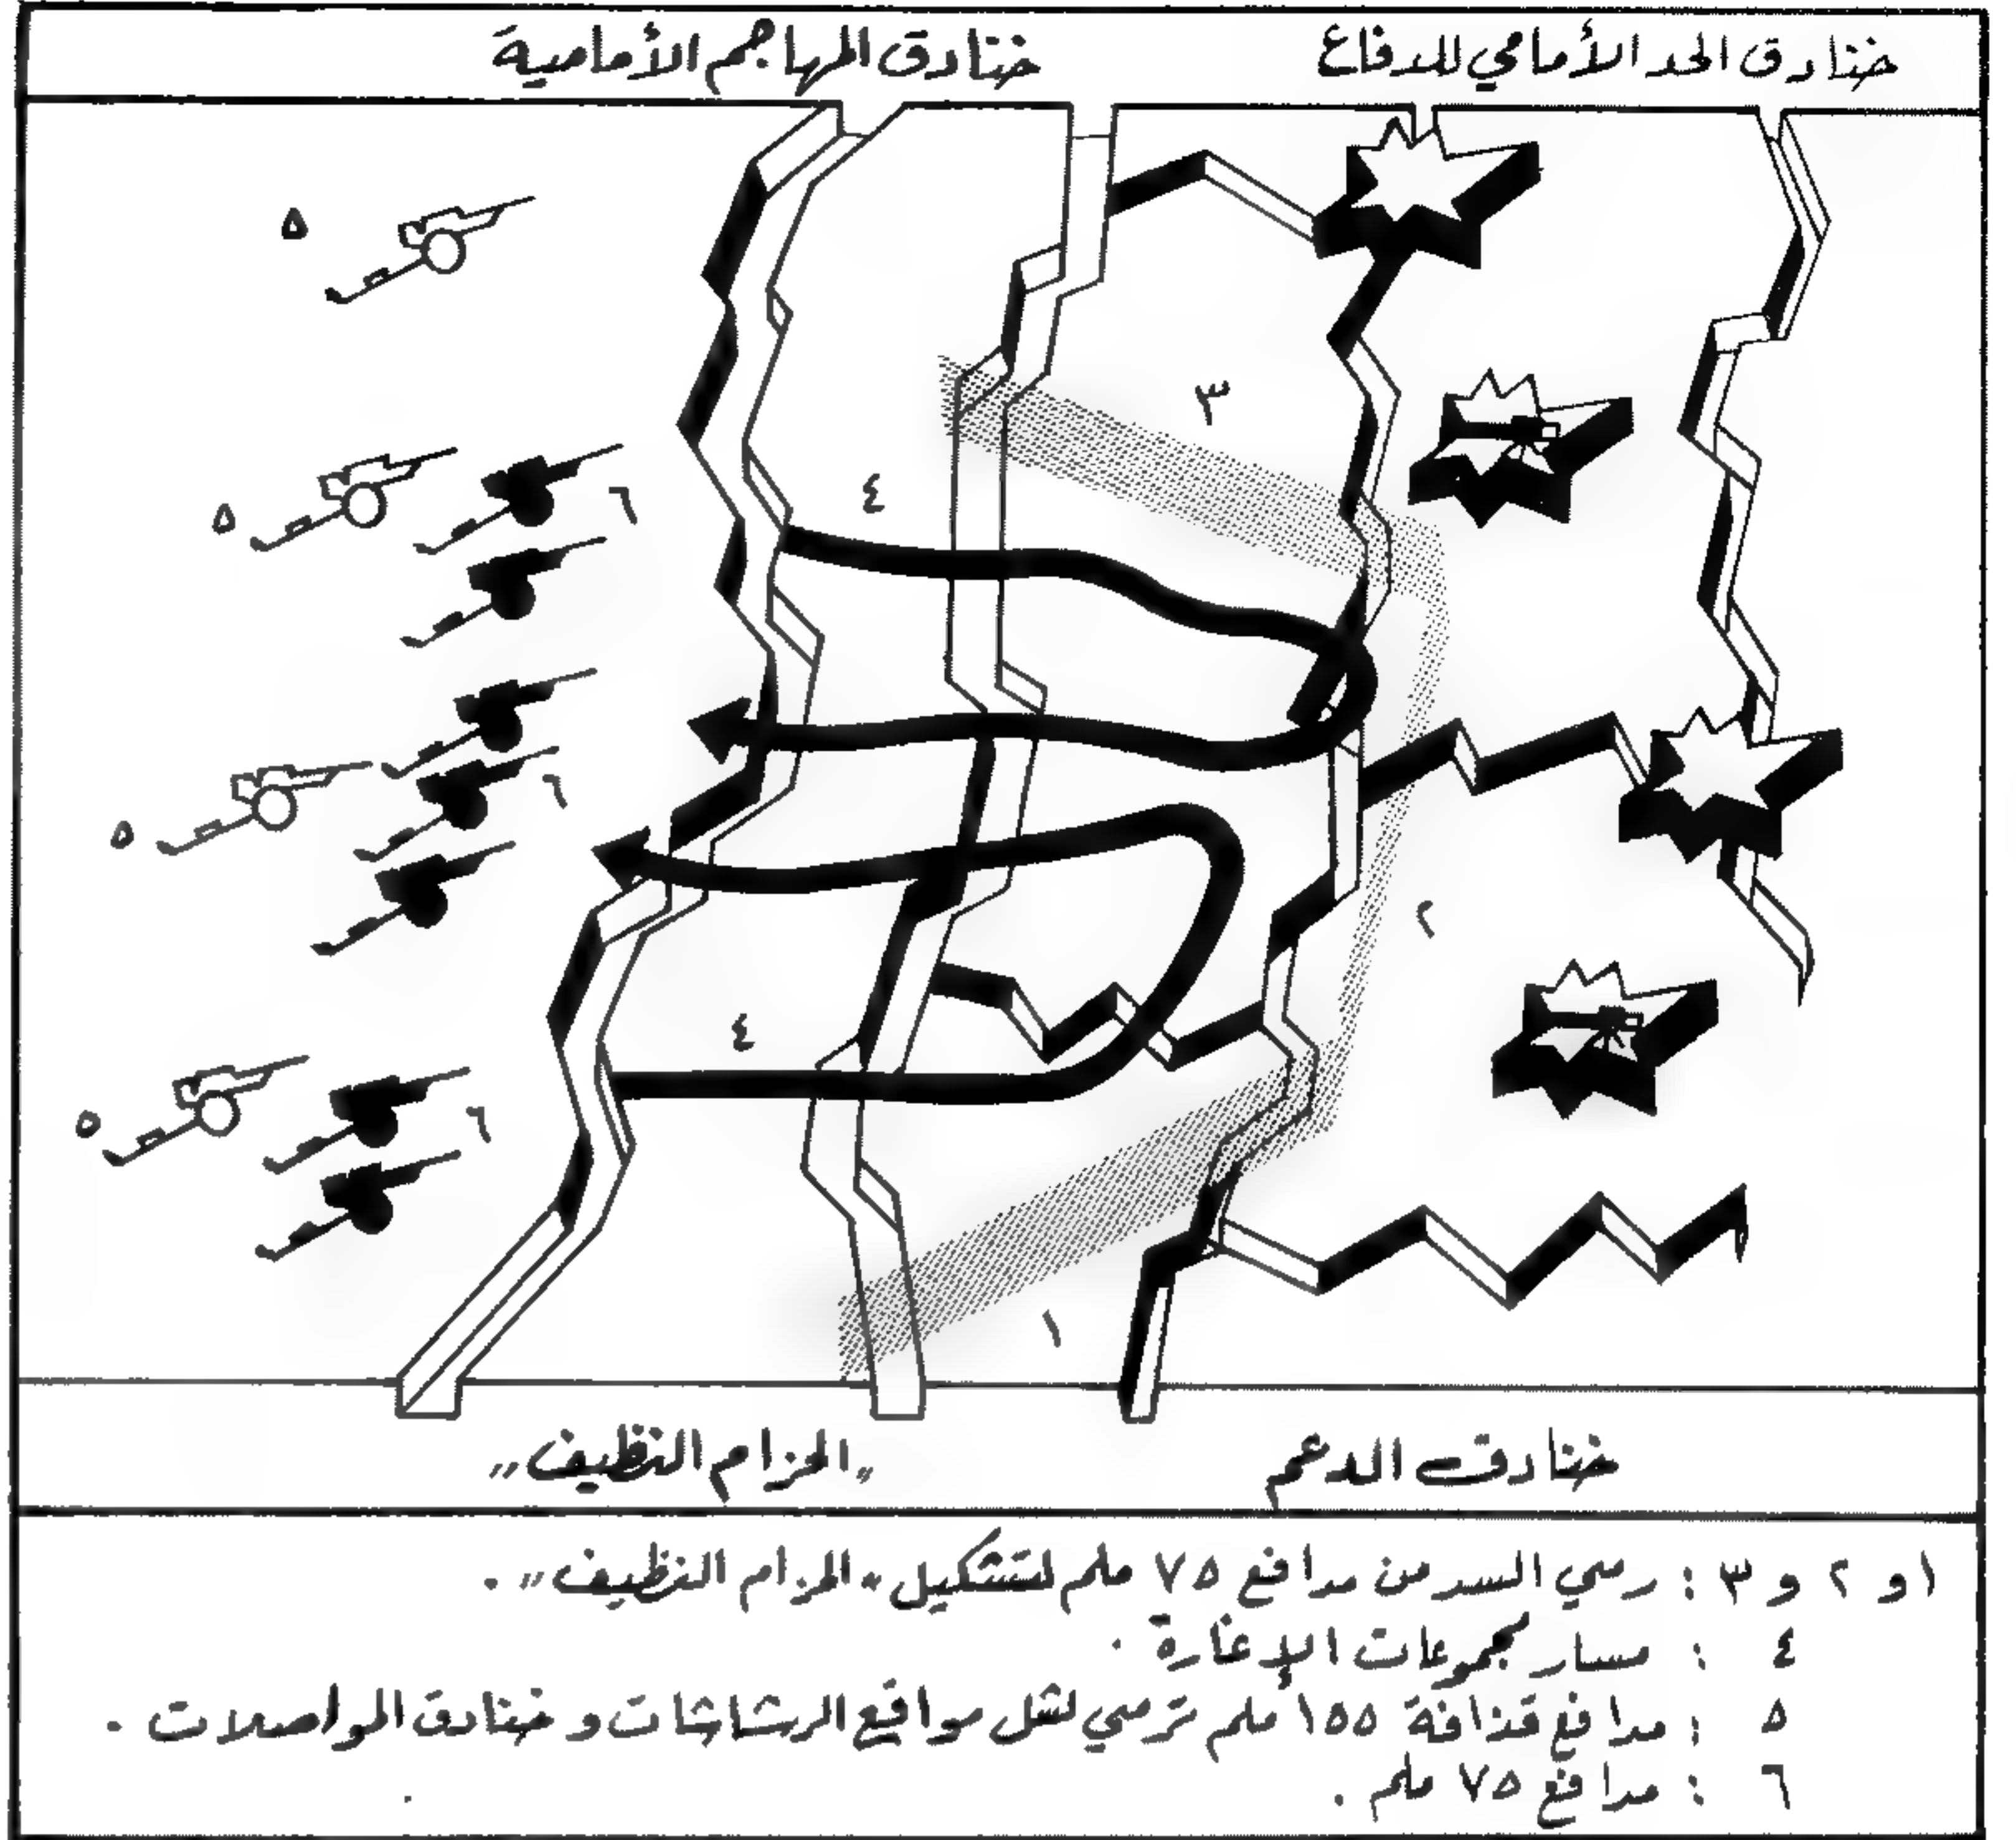 خنادق الحد الأمامي للدفاع
خنادق المهاجم الأمامية
٥
٣
٤
٥
٦
٦
٥
٢
٤
٥
٦
١
خنادق الدعم
"الحزام النظيف"
١ و ٢ و ٣ : رمي السد من مدافع ٧٥ ملم لتشكيل "الحزام النظيف" .
٤ : مسار مجموعات الإغارة .
٥ : مدافع قذافة ١٥٥ ملم ترمي لشل مواقع الرشاشات و خنادق المواصلات .
٦ : مدافع ٧٥ ملم .